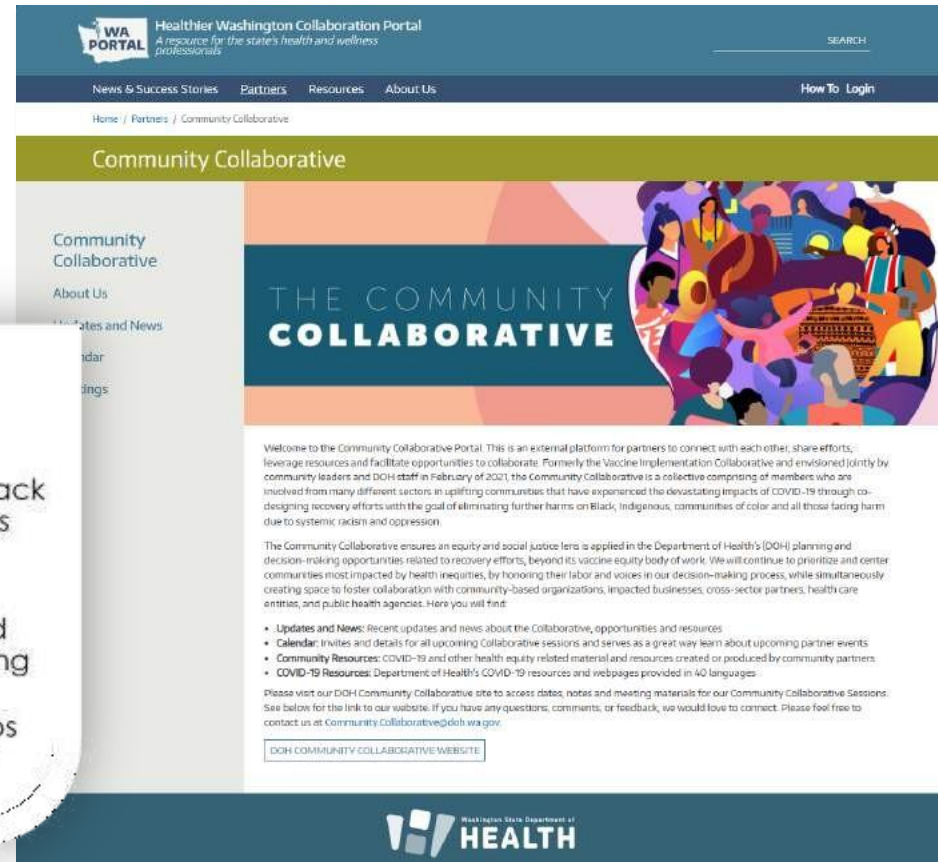 WA
PORTAL
Healthier Washington Collaboration Portal
A resource for the state's health and wellness
professionals
SEARCH
News & Success Stories Partners Resources About Us How To Login
Home / Partners / Community Collaborative
Community Collaborative
Community
Collaborative
About Us
and News
THE COMMUNITY
COLLABORATIVE
Welcome to the Community Collaborative Portal. This is an external platform for partners to connect with each other, share efforts,
leverage resources and facilitate opportunities to collaborate. Formerly the Vaccine Implementation Collaborative and envisioned jointly by
community leaders and DOH staff in February of 2021, the Community Collaborative is a collective comprising of members who are
involved from many different sectors in uplifting communities that have experienced the devastating impacts of COVID-19 through co-
designing recovery efforts with the goal of eliminating further harms on Black, Indigenous, communities of color and all those facing harm
due to systemic racism and oppression.
The Community Collaborative ensures an equity and social justice lens is applied in the Department of Health's (DOH) planning and
decision-making opportunities related to recovery efforts, beyond its vaccine equity body of work. We will continue to prioritize and center
communities most impacted by health inequities, by honoring their labor and voices in our decision-making process, while simultaneously
creating space to foster collaboration with community-based organizations, impacted businesses, cross-sector partners, health care
entities, and public health agencies. Here you will find:
• Updates and News: Recent updates and news about the Collaborative, opportunities and resources
• Calendar: Invites and details for all upcoming Collaborative sessions and serves as a great way learn about upcoming partner events
• Community Resources: COVID-19 and other health equity related material and resources created or produced by community partners
• COVID-19 Resources: Department of Health's COVID-19 resources and webpages provided in 40 languages
Please visit our DOH Community Collaborative site to access dates, notes and meeting materials for our Community Collaborative Sessions.
See below for the link to our website. If you have any questions, comments, or feedback, we would love to connect. Please feel free to
contact us at Community.Collaborative@doh.wa.gov.
DOH COMMUNITY COLLABORATIVE WEBSITE
Washington State Department of
HEALTH